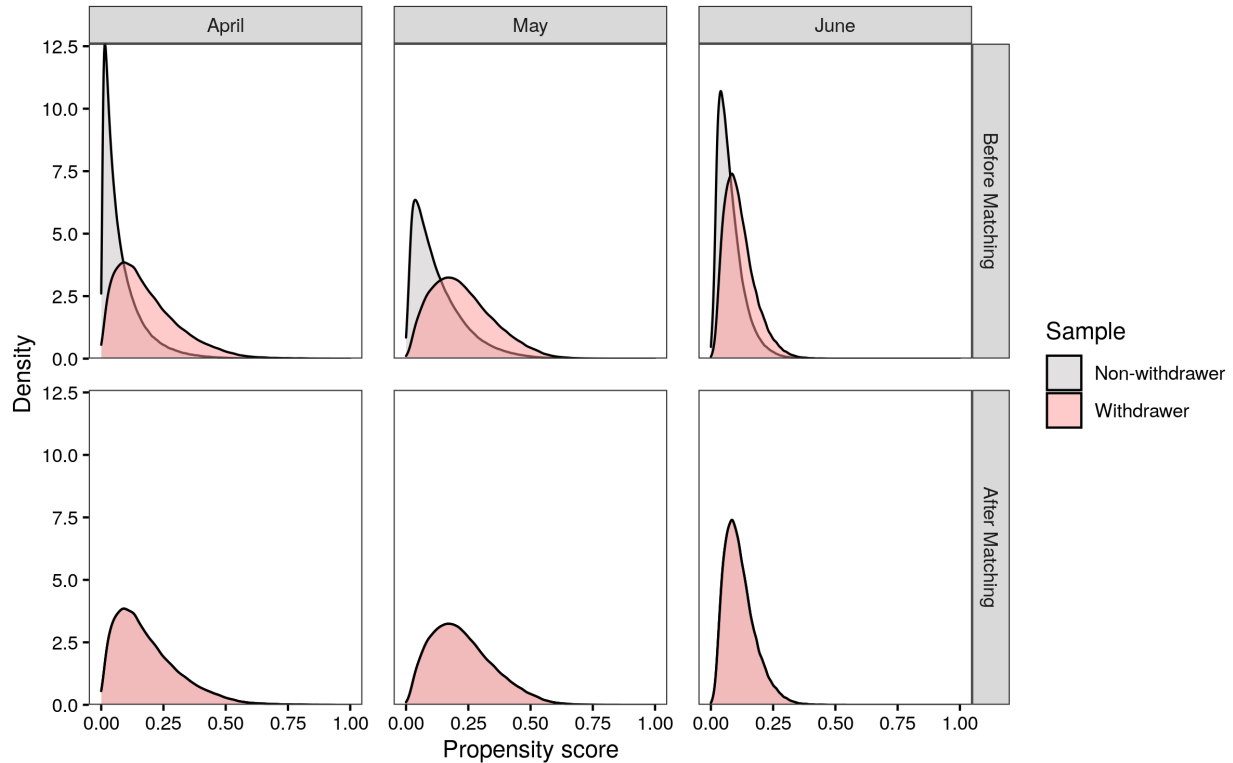 April
May
June
12.5
10.0
7.5
5.0
2.5
0.0
Before Matching
12.5
10.0
7.5
5.0
2.5
0.0
After Matching
Density
0.00 0.25 0.50 0.75 1.00
0.00 0.25 0.50 0.75 1.00
0.00 0.25 0.50 0.75 1.00
Propensity score
Sample
Non-withdrawer
Withdrawer